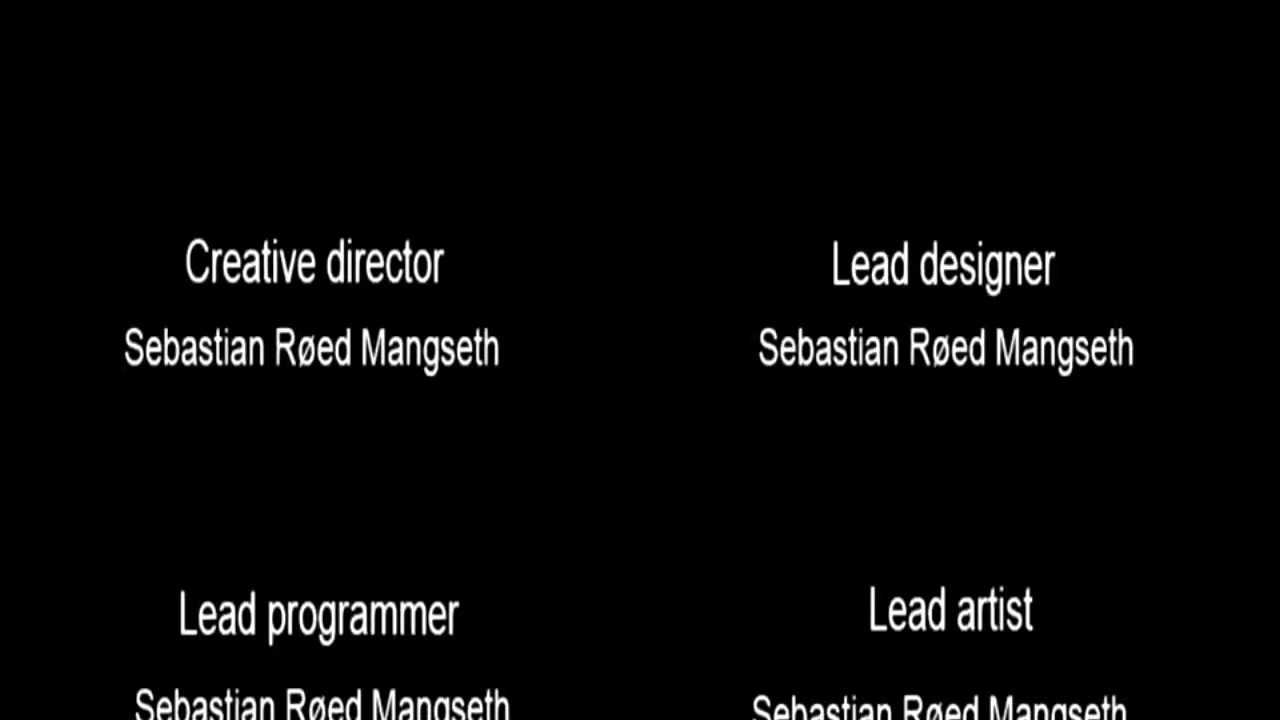 Creative director
Sebastian Røed Mangseth
Lead designer
Sebastian Røed Mangseth
Lead programmer
Sebastian Røed Mangseth
Lead artist
Sebastian Røed Mangseth